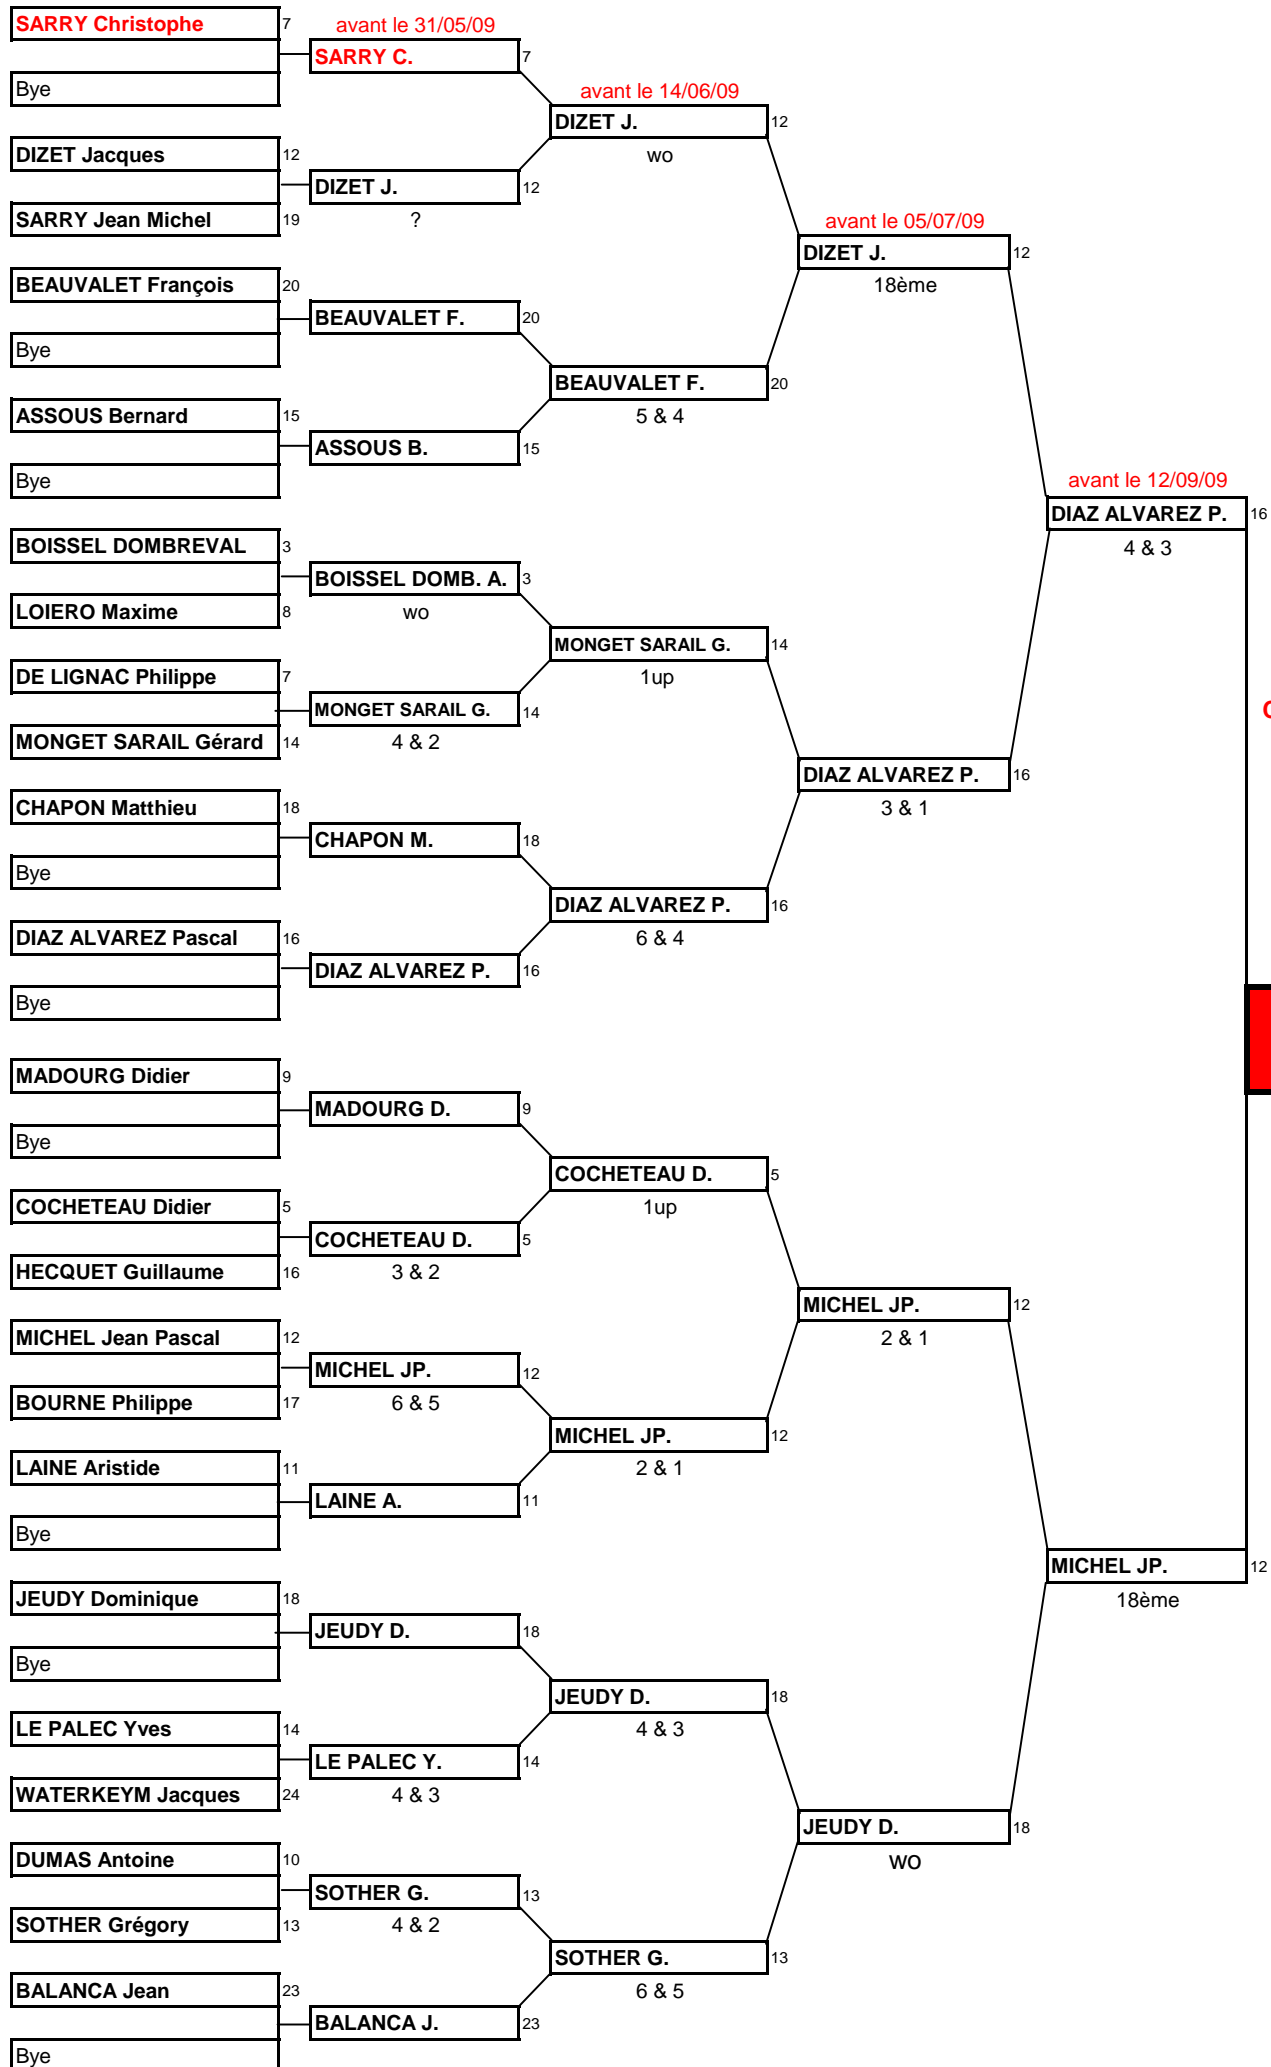 SARRY Christophe 7 avant le 31/05/09
SARRY C. 7
Bye avant le 14/06/09
DIZET J. 12
DIZET Jacques 12 wo
DIZET J. 12
SARRY Jean Michel 19 ? avant le 05/07/09
DIZET J. 12
BEAUVALET François 20 18ème
BEAUVALET F. 20
Bye
BEAUVALET F. 20
ASSOUS Bernard 15 5 & 4
ASSOUS B. 15
Bye avant le 12/09/09
DIAZ ALVAREZ P. 16
BOISSEL DOMBREVAL 3 4 & 3
BOISSEL DOMB. A. 3
LOIERO Maxime 8 wo
MONGET SARAIL G. 14
DE LIGNAC Philippe 7 1up
MONGET SARAIL G. 14
MONGET SARAIL Gérard 14 4 & 2
DIAZ ALVAREZ P. 16
CHAPON Matthieu 18 3 & 1
CHAPON M. 18
Bye
DIAZ ALVAREZ P. 16
DIAZ ALVAREZ Pascal 16 6 & 4
DIAZ ALVAREZ P. 16
Bye
MADOURG Didier 9
MADOURG D. 9
Bye
COCHETEAU D. 5
COCHETEAU Didier 5 1up
COCHETEAU D. 5
HECQUET Guillaume 16 3 & 2
MICHEL JP. 12
MICHEL Jean Pascal 12 2 & 1
MICHEL JP. 12
BOURNE Philippe 17 6 & 5
MICHEL JP. 12
LAINE Aristide 11 2 & 1
LAINE A. 11
Bye
MICHEL JP. 12
JEUDY Dominique 18 18ème
JEUDY D. 18
Bye
JEUDY D. 18
LE PALEC Yves 14 4 & 3
LE PALEC Y. 14
WATERKEYM Jacques 24 4 & 3
JEUDY D. 18
DUMAS Antoine 10 wo
SOTHER G. 13
SOTHER Grégory 13 4 & 2
SOTHER G. 13
BALANCA Jean 23 6 & 5
BALANCA J. 23
Bye